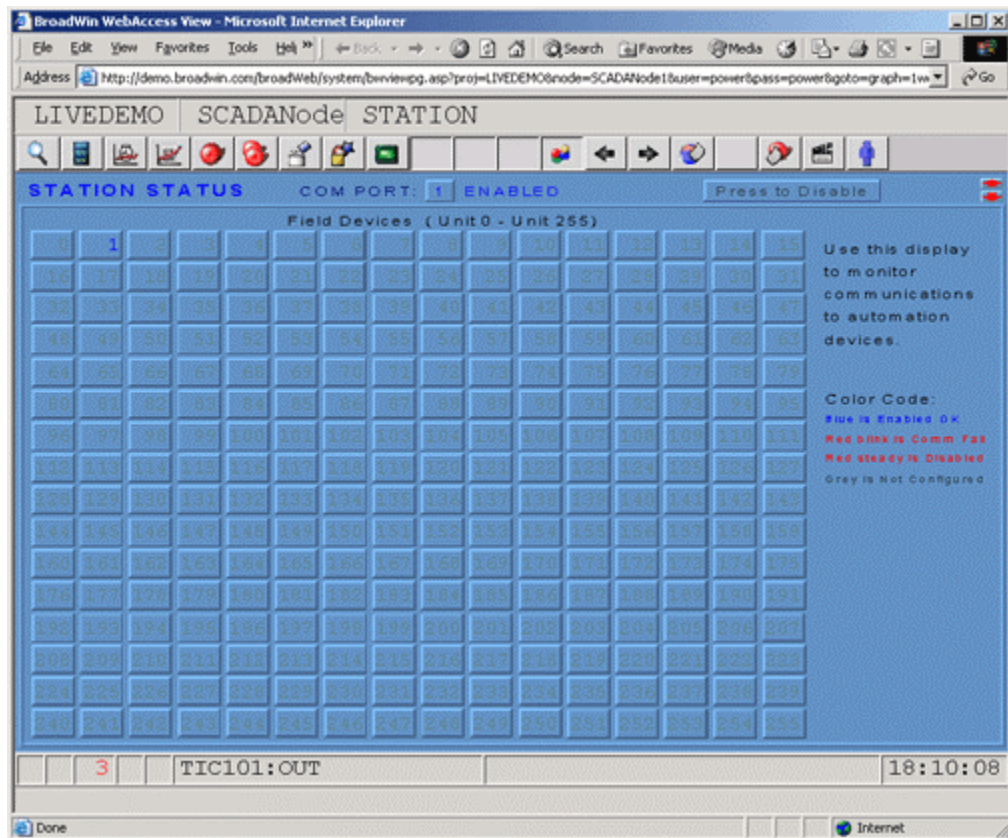 BroadWin WebAccess View - Microsoft Internet Explorer
File Edit View Favorites Tools Help » Back Search Favorites Media
Address http://demo.broadwin.com/broadWeb/system/bwviewpg.asp?proj=LIVEDEMO&node=SCADANode1&user=power&pass=power&goto=graph=1 Go
LIVEDEMO SCADANode STATION
STATION STATUS COM PORT: 1 ENABLED Press to Disable
Field Devices (Unit 0 - Unit 255)
0 1 2 3 4 5 6 7 8 9 10 11 12 13 14 15
16 17 18 19 20 21 22 23 24 25 26 27 28 29 30 31
32 33 34 35 36 37 38 39 40 41 42 43 44 45 46 47
48 49 50 51 52 53 54 55 56 57 58 59 60 61 62 63
64 65 66 67 68 69 70 71 72 73 74 75 76 77 78 79
80 81 82 83 84 85 86 87 88 89 90 91 92 93 94 95
96 97 98 99 100 101 102 103 104 105 106 107 108 109 110 111
112 113 114 115 116 117 118 119 120 121 122 123 124 125 126 127
128 129 130 131 132 133 134 135 136 137 138 139 140 141 142 143
144 145 146 147 148 149 150 151 152 153 154 155 156 157 158 159
160 161 162 163 164 165 166 167 168 169 170 171 172 173 174 175
176 177 178 179 180 181 182 183 184 185 186 187 188 189 190 191
192 193 194 195 196 197 198 199 200 201 202 203 204 205 206 207
208 209 210 211 212 213 214 215 216 217 218 219 220 221 222 223
224 225 226 227 228 229 230 231 232 233 234 235 236 237 238 239
240 241 242 243 244 245 246 247 248 249 250 251 252 253 254 255
Use this display
to monitor
communications
to automation
devices.
Color Code:
Blue is Enabled OK
Red blink is Comm Fail
Red steady is Disabled
Grey is Not Configured
3 TIC101:OUT 18:10:08
Done Internet